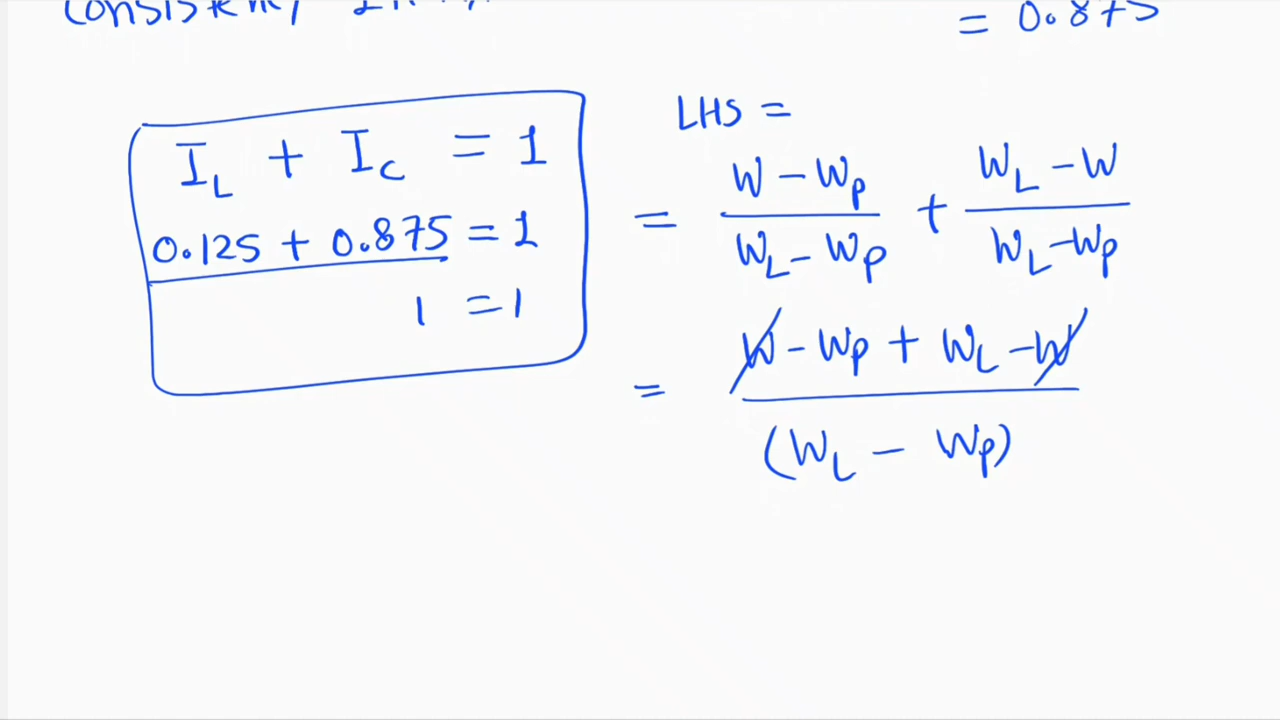 Consistency
= 0.875
I_L + I_C = 1
0.125 + 0.875 = 1
1 = 1
LHS =
= (W - W_P)/(W_L - W_P) + (W_L - W)/(W_L - W_P)
= (W - W_P + W_L - W)/((W_L - W_P))